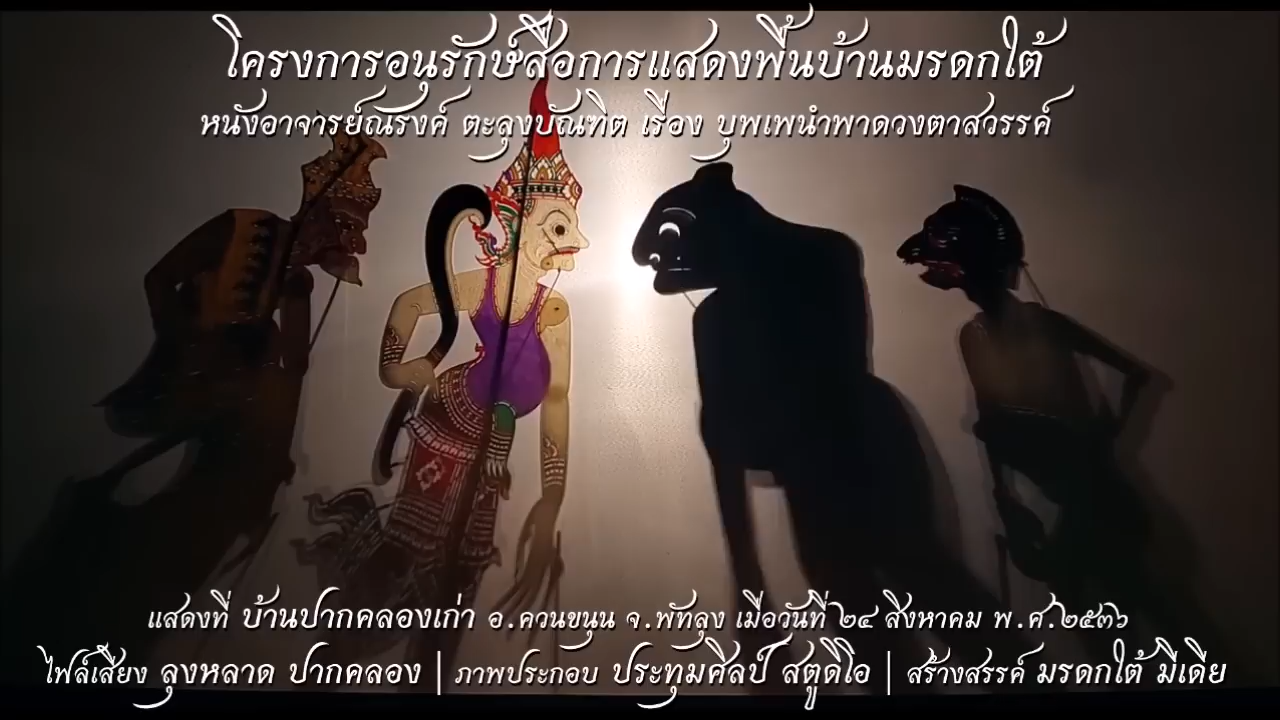 โครงการอนุรักษ์สื่อการแสดงพื้นบ้านมรดกใต้
หนังอาจารย์ณรงค์ ตะลุงบัณฑิต เรื่อง บุพเพนำพาดวงตาสวรรค์
แสดงที่ บ้านปากคลองเก่า อ.ควนขนุน จ.พัทลุง เมื่อวันที่ ๒๔ สิงหาคม พ.ศ.๒๕๓๖
ไฟล์เสียง ลุงหลาด ปากคลอง | ภาพประกอบ ประทุมศิลป์ สตูดิโอ | สร้างสรรค์ มรดกใต้ มีเดีย